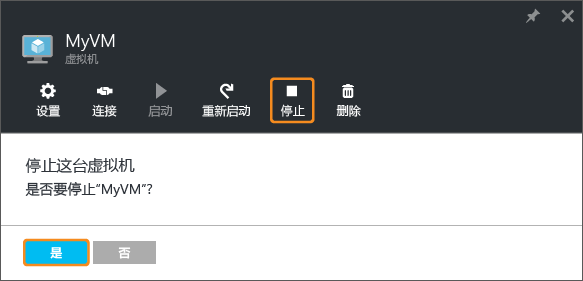 MyVM
虚拟机
设置 连接 启动 重新启动 停止 删除
停止这台虚拟机
是否要停止“MyVM”?
是 否